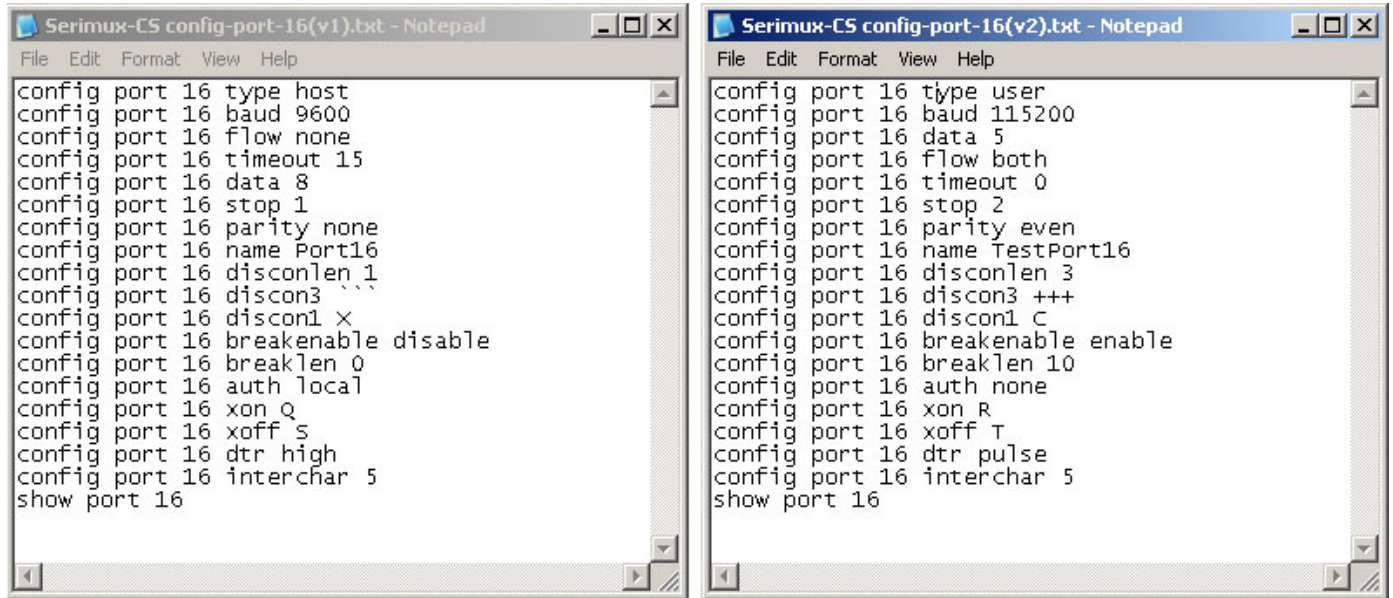 Serimux-CS config-port-16(v1).txt - Notepad
File Edit Format View Help
config port 16 type host
config port 16 baud 9600
config port 16 flow none
config port 16 timeout 15
config port 16 data 8
config port 16 stop 1
config port 16 parity none
config port 16 name Port16
config port 16 disconlen 1
config port 16 discon3 ```
config port 16 discon1 X
config port 16 breakenable disable
config port 16 breaklen 0
config port 16 auth local
config port 16 xon Q
config port 16 xoff S
config port 16 dtr high
config port 16 interchar 5
show port 16
Serimux-CS config-port-16(v2).txt - Notepad
File Edit Format View Help
config port 16 type user
config port 16 baud 115200
config port 16 data 5
config port 16 flow both
config port 16 timeout 0
config port 16 stop 2
config port 16 parity even
config port 16 name TestPort16
config port 16 disconlen 3
config port 16 discon3 +++
config port 16 discon1 C
config port 16 breakenable enable
config port 16 breaklen 10
config port 16 auth none
config port 16 xon R
config port 16 xoff T
config port 16 dtr pulse
config port 16 interchar 5
show port 16